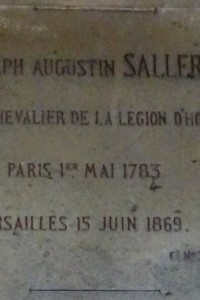 PH AUGUSTIN SALLER
HEVALIER DE LA LEGION D'HO
PARIS 1ER MAI 1783
RSAILLES 15 JUIN 1869.